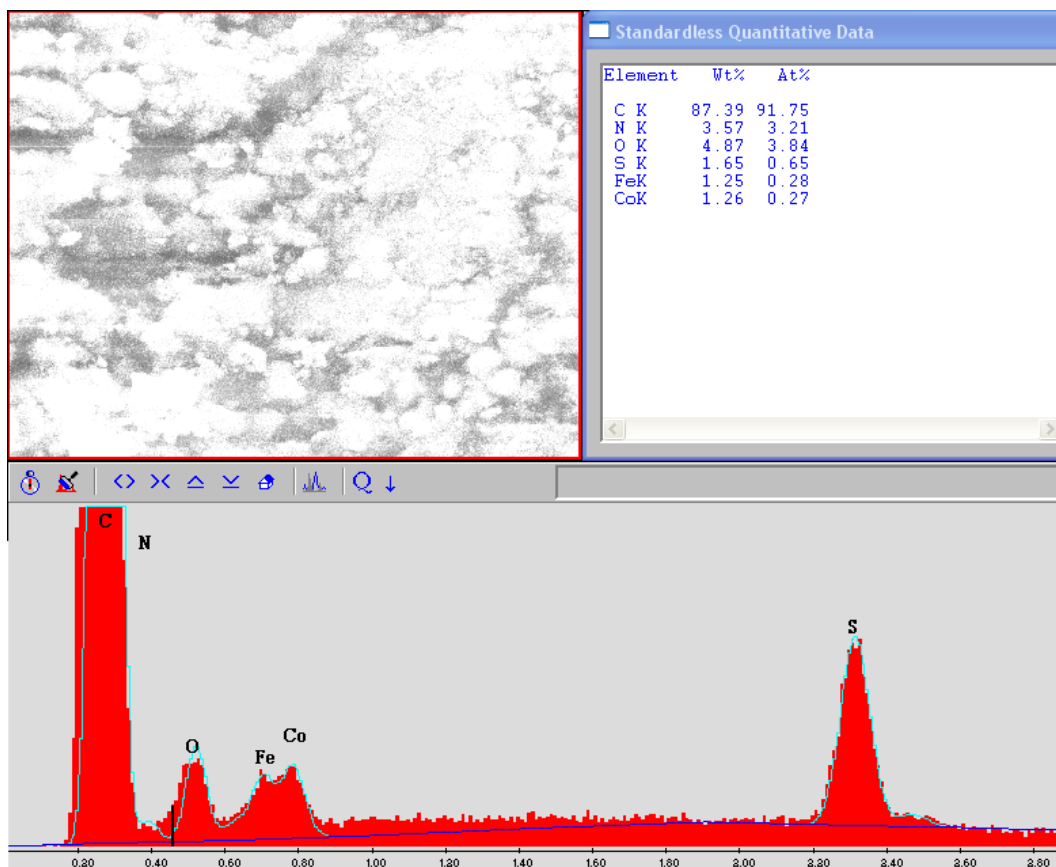 Standardless Quantitative Data
Element Wt% At%
C K 87.39 91.75
N K 3.57 3.21
O K 4.87 3.84
S K 1.65 0.65
FeK 1.25 0.28
CoK 1.26 0.27
Q
C
N
O
Fe
Co
S
0.20 0.40 0.60 0.80 1.00 1.20 1.40 1.60 1.80 2.00 2.20 2.40 2.60 2.80